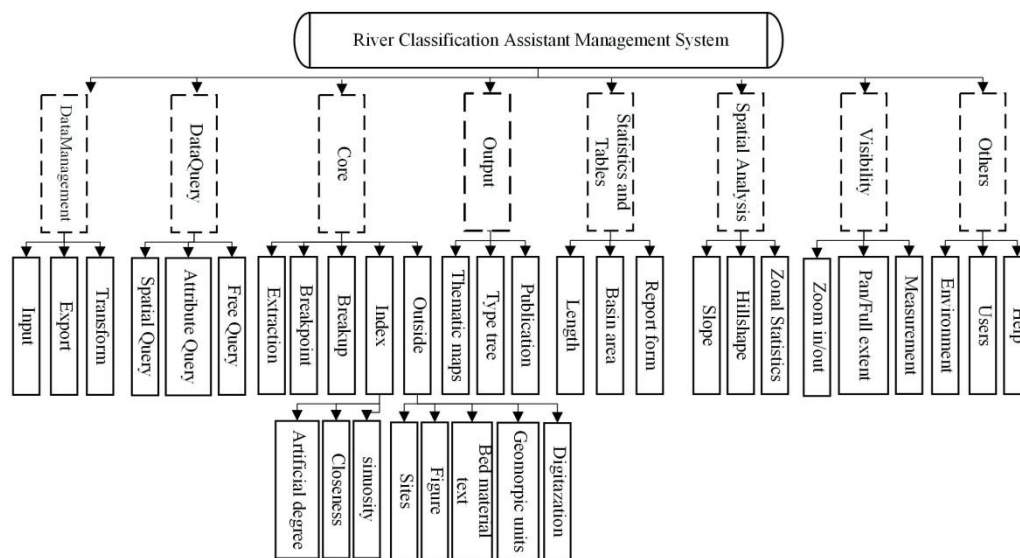 River Classification Assistant Management System
DataManagement
DataQuery
Core
Output
Statistics and
Tables
Spatial Analysis
Visibility
Others
Input
Export
Transform
Spatial Query
Attribute Query
Free Query
Extraction
Breakpoint
Breakup
Index
Outside
Thematic maps
Type tree
Publication
Length
Basin area
Report form
Slope
Hillshape
Zonal Statistics
Zoom in/out
Pan/Full extent
Measurement
Environment
Users
Help
Artificial degree
Closeness
sinuosity
Sites
Figure
Bed material
text
Geomorpic units
Digitazation